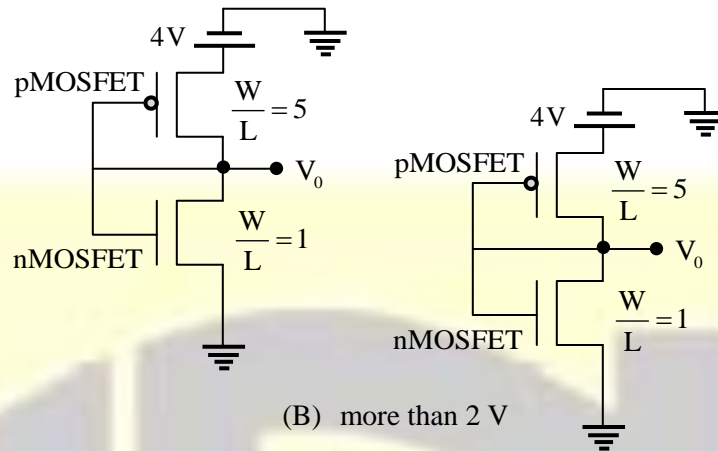 4V
pMOSFET
W/L = 5
V₀
W/L = 1
nMOSFET
4V
pMOSFET
W/L = 5
V₀
W/L = 1
nMOSFET
(B) more than 2 V